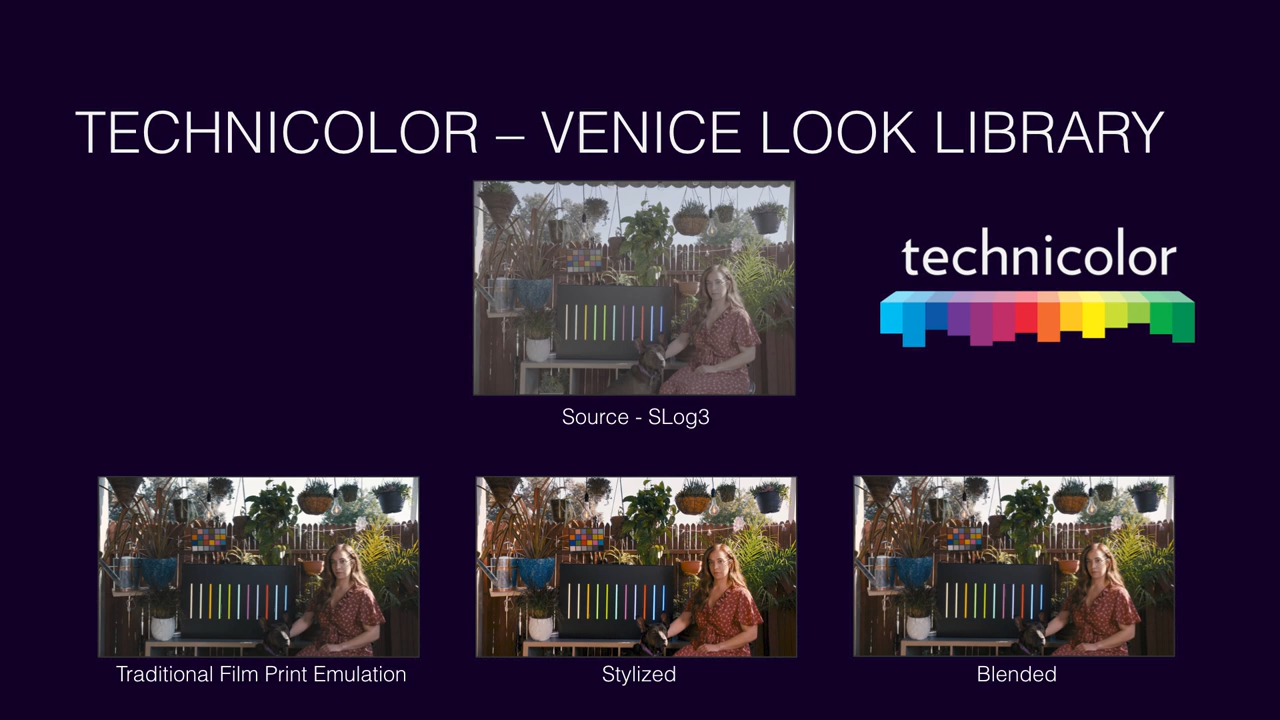 TECHNICOLOR – VENICE LOOK LIBRARY
technicolor
Source - SLog3
Traditional Film Print Emulation
Stylized
Blended